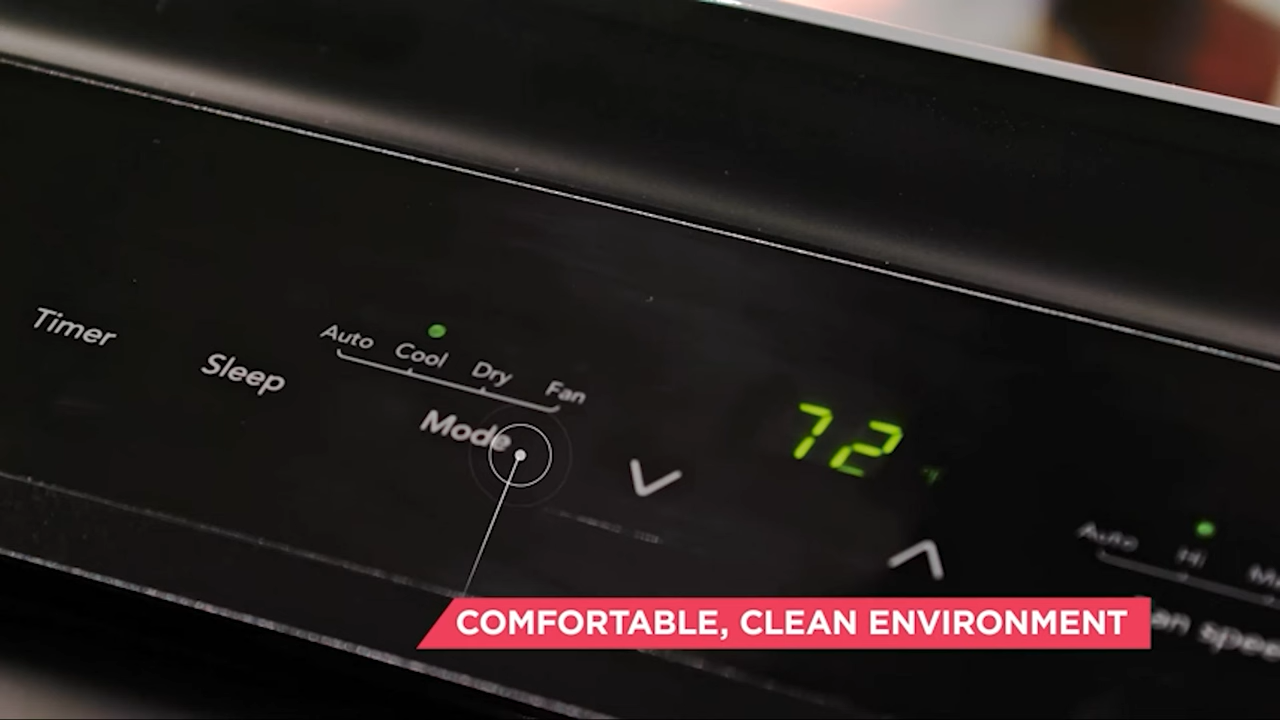 Timer
Sleep
Auto Cool Dry Fan
Mode
72 °F
Auto Hi
COMFORTABLE, CLEAN ENVIRONMENT